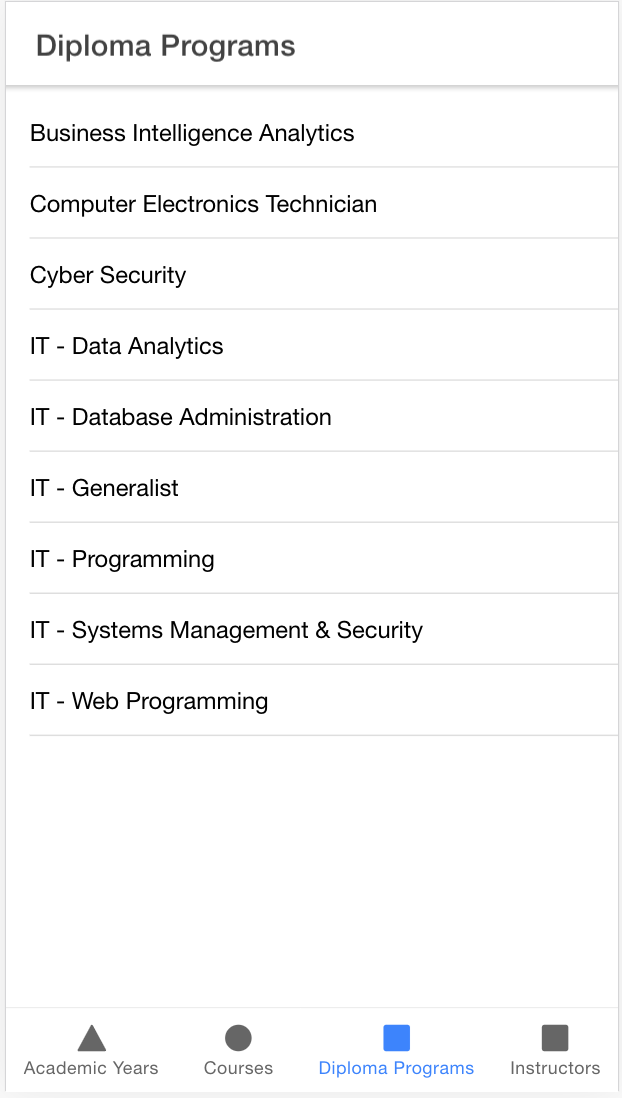 Diploma Programs
Business Intelligence Analytics
Computer Electronics Technician
Cyber Security
IT - Data Analytics
IT - Database Administration
IT - Generalist
IT - Programming
IT - Systems Management & Security
IT - Web Programming
Academic Years Courses Diploma Programs Instructors